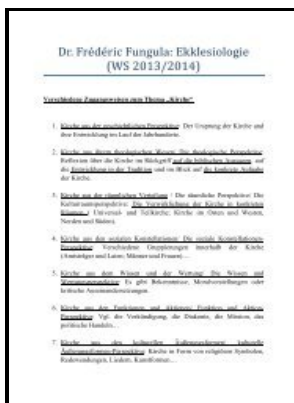 Dr. Frédéric Fungula: Ekklesiologie
(WS 2013/2014)
Verschiedene Zugangsweisen zum Thema „Kirche“
1. Kirche aus der geschichtlichen Perspektive: Der Ursprung der Kirche und
ihre Entwicklung im Lauf der Jahrhunderte.
2. Kirche aus ihrem theologischen Wesen: Die theologische Perspektive:
Reflexion über die Kirche im Rückgriff auf die biblischen Aussagen, auf
die Entwicklung in der Tradition und im Blick auf die konkrete Aufgabe
der Kirche.
3. Kirche aus der räumlichen Verteilung: Die räumliche Perspektive: Die
Kulturraumperspektive: Die Verwirklichung der Kirche in konkreten
Räumen: Universal- und Teilkirche; Kirche im Osten und Westen,
Norden und Süden).
4. Kirche aus den sozialen Konstellationen: Die soziale Konstellationen-
Perspektive: Verschiedene Gruppierungen innerhalb der Kirche
(Amtsträger und Laien; Männer und Frauen)...
5. Kirche aus dem Wissen und der Wertung: Die Wissen und
Wertungsperspektive: Es gibt Bekenntnisse, Moralvorstellungen oder
kritische Auseinandersetzungen.
6. Kirche aus den Funktionen und Aktionen: Funktion und Aktion-
Perspektive: Vgl. die Verkündigung, die Diakonie, die Mission, das
politische Handeln..
7. Kirche aus den kulturellen Äußerungsformen: kulturelle
Äußerungsformen-Perspektive: Kirche in Form von religiösen Symbolen,
Redewendungen, Liedern, Kunstformen...